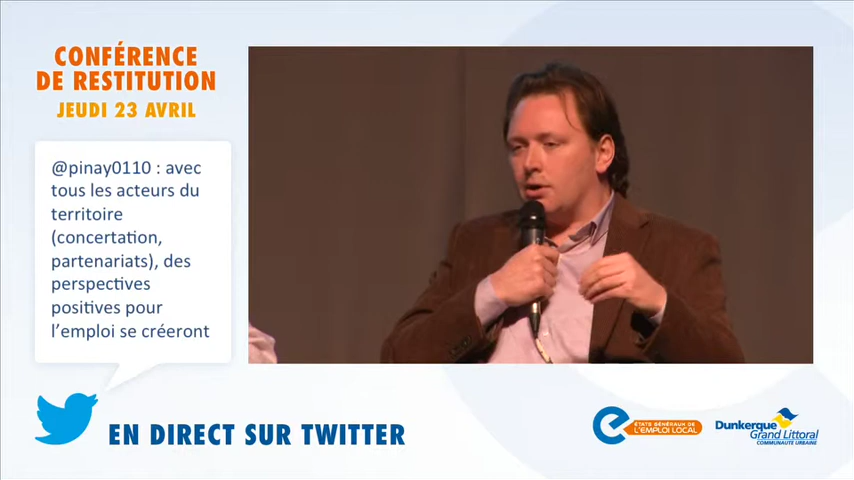 CONFÉRENCE
DE RESTITUTION
JEUDI 23 AVRIL
@pinay0110 : avec
tous les acteurs du
territoire
(concertation,
partenariats), des
perspectives
positives pour
l'emploi se créeront
EN DIRECT SUR TWITTER
ÉTATS GÉNÉRAUX DE
L'EMPLOI LOCAL
Dunkerque
Grand Littoral
COMMUNAUTÉ URBAINE